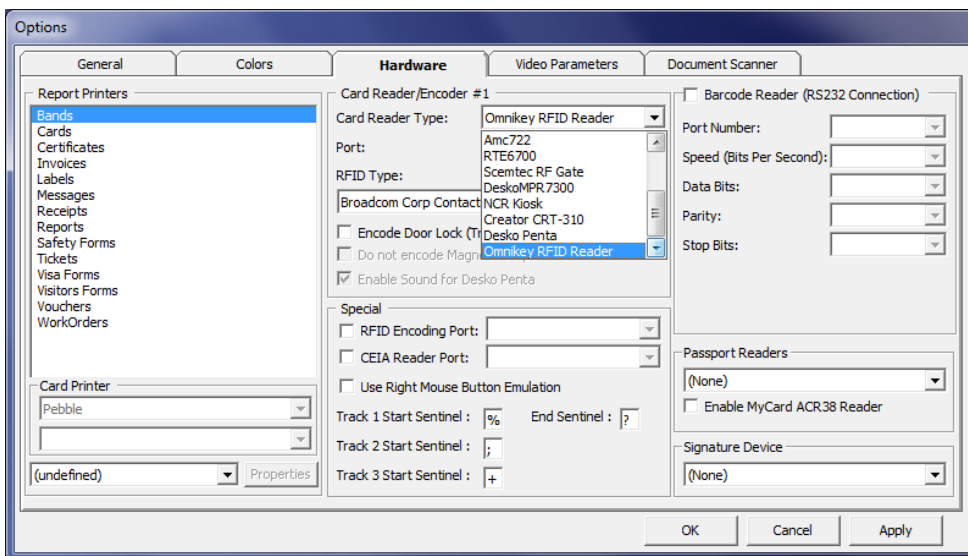 Options
General
Colors
Hardware
Video Parameters
Document Scanner
Report Printers
Bands
Cards
Certificates
Invoices
Labels
Messages
Receipts
Reports
Safety Forms
Tickets
Visa Forms
Visitors Forms
Vouchers
WorkOrders
Card Printer
Pebble
(undefined)
Properties
Card Reader/Encoder #1
Card Reader Type: Omnikey RFID Reader
Amc722
RTE6700
Scemtec RF Gate
DeskoMPR7300
NCR Kiosk
Creator CRT-310
Desko Penta
Omnikey RFID Reader
Port:
RFID Type:
Broadcom Corp Contact
Encode Door Lock (Tr
Do not encode Magn
Enable Sound for Desko Penta
Special
RFID Encoding Port:
CEIA Reader Port:
Use Right Mouse Button Emulation
Track 1 Start Sentinel : % End Sentinel : ?
Track 2 Start Sentinel : ;
Track 3 Start Sentinel : +
Barcode Reader (RS232 Connection)
Port Number:
Speed (Bits Per Second):
Data Bits:
Parity:
Stop Bits:
Passport Readers
(None)
Enable MyCard ACR38 Reader
Signature Device
(None)
OK
Cancel
Apply